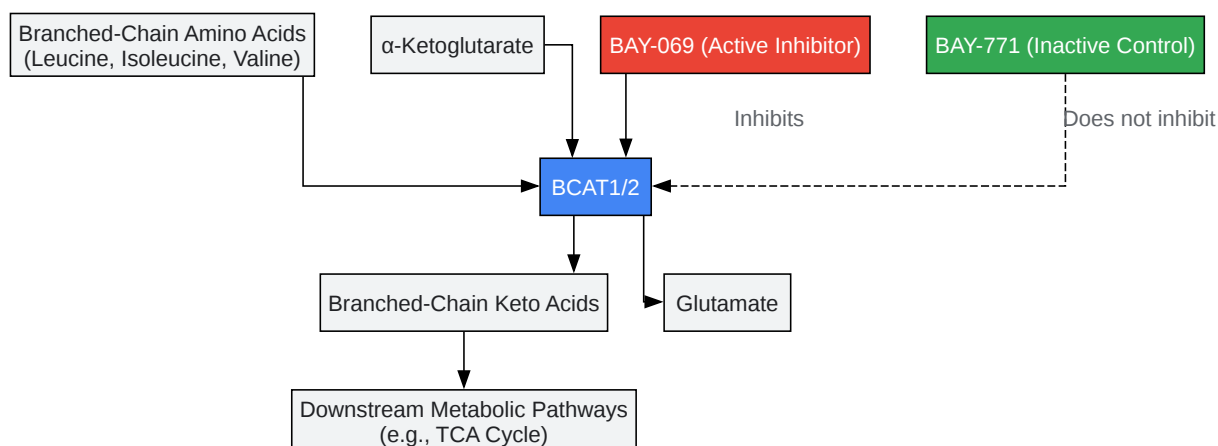 Branched-Chain Amino Acids
(Leucine, Isoleucine, Valine)
α-Ketoglutarate
BAY-069 (Active Inhibitor)
BAY-771 (Inactive Control)
Inhibits
Does not inhibit
BCAT1/2
Branched-Chain Keto Acids
Glutamate
Downstream Metabolic Pathways
(e.g., TCA Cycle)